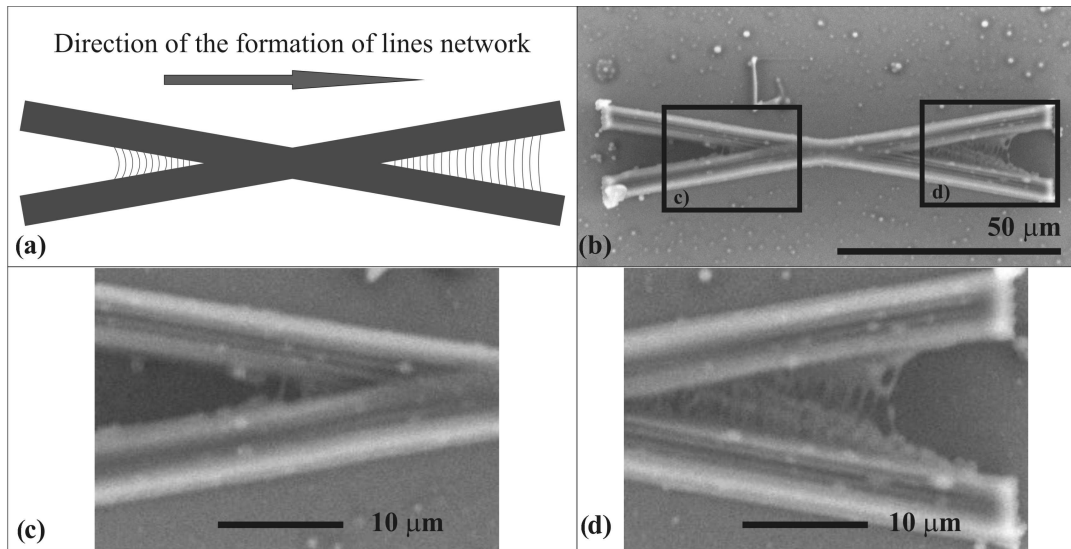 Direction of the formation of lines network
(a)
c)
d)
50 μm
(b)
10 μm
(c)
10 μm
(d)